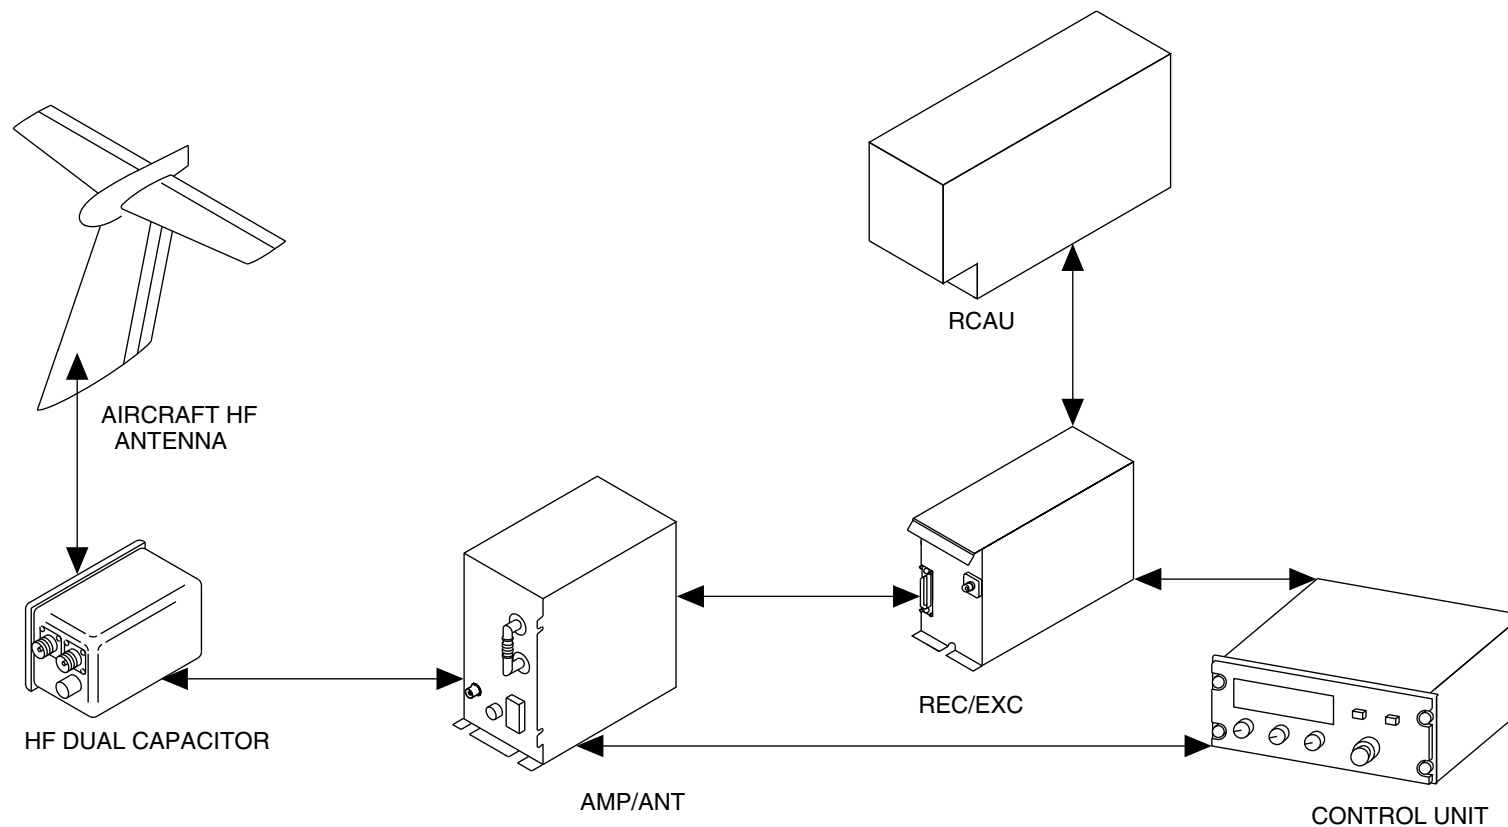 RCAU
AIRCRAFT HF
ANTENNA
REC/EXC
HF DUAL CAPACITOR
AMP/ANT
CONTROL UNIT